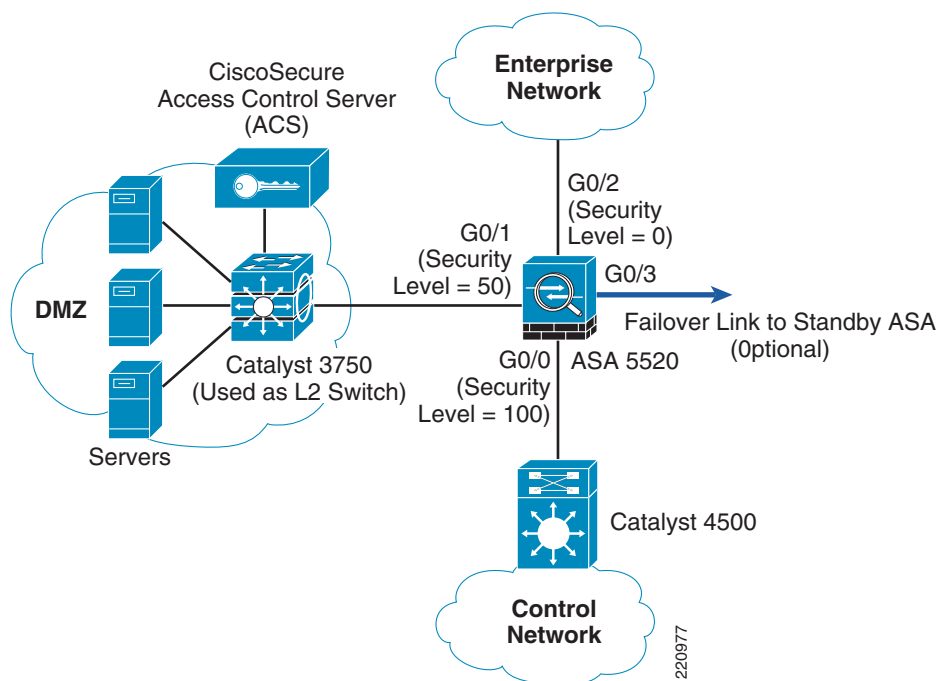 CiscoSecure
Access Control Server
(ACS)
Enterprise
Network
G0/2
(Security
Level = 0)
G0/1
(Security
Level = 50)
G0/3
DMZ
Failover Link to Standby ASA
(0ptional)
Catalyst 3750
(Used as L2 Switch)
G0/0
(Security
Level = 100)
ASA 5520
Servers
Catalyst 4500
Control
Network
220977